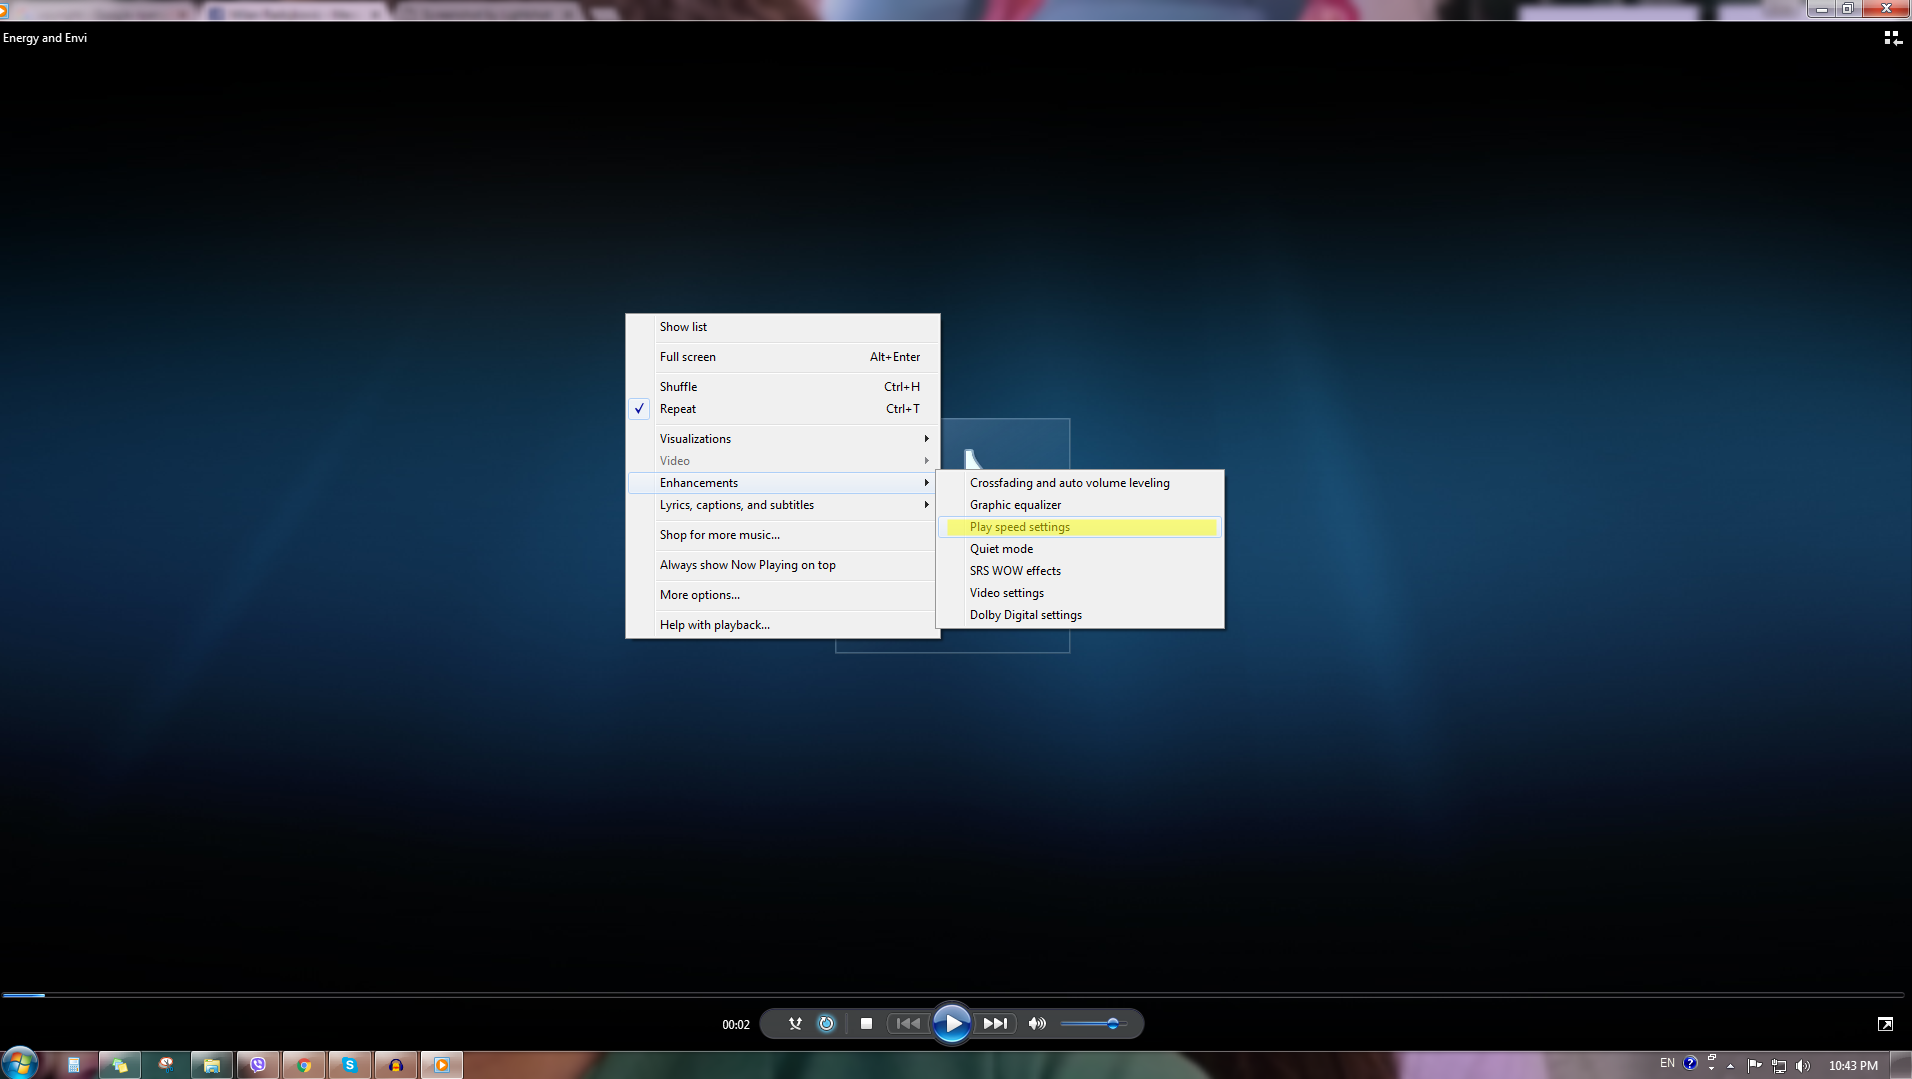 Energy and Envi
Show list
Full screen Alt+Enter
Shuffle Ctrl+H
Repeat Ctrl+T
Visualizations
Video
Enhancements
Lyrics, captions, and subtitles
Shop for more music...
Always show Now Playing on top
More options...
Help with playback...
Crossfading and auto volume leveling
Graphic equalizer
Play speed settings
Quiet mode
SRS WOW effects
Video settings
Dolby Digital settings
00:02
EN
10:43 PM